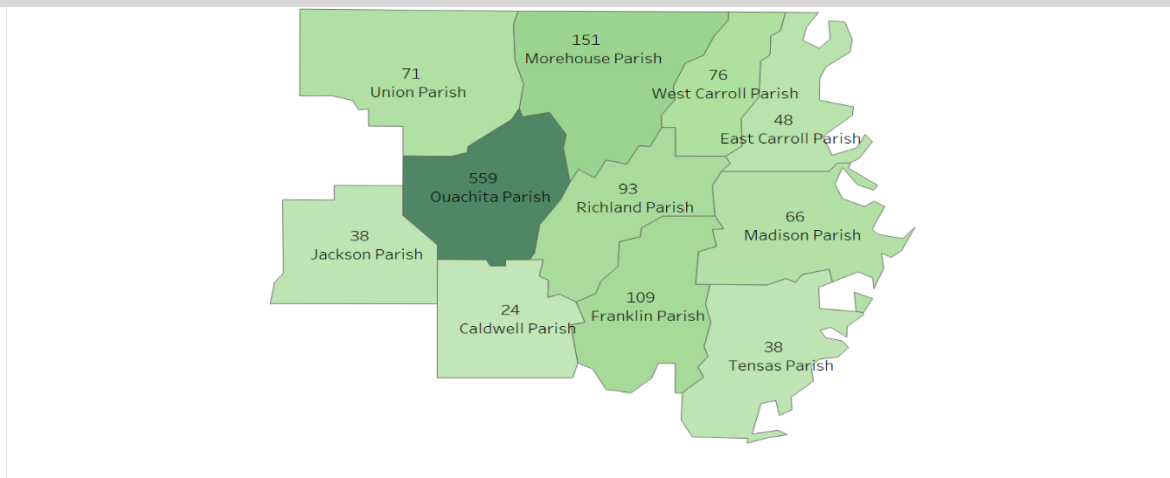 151
Morehouse Parish
71
Union Parish
76
West Carroll Parish
48
East Carroll Parish
559
Ouachita Parish
93
Richland Parish
66
Madison Parish
38
Jackson Parish
109
Franklin Parish
24
Caldwell Parish
38
Tensas Parish